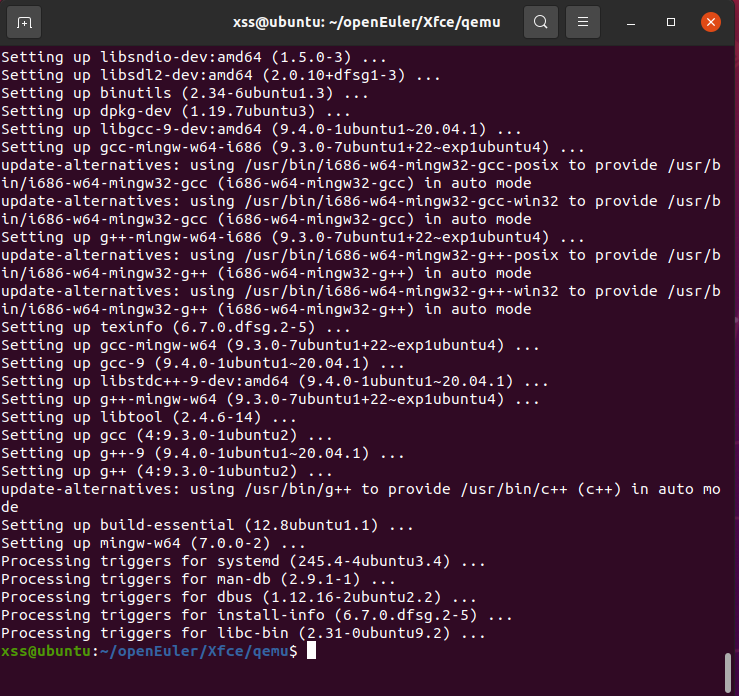 xss@ubuntu: ~/openEuler/Xfce/qemu
Setting up libsndio-dev:amd64 (1.5.0-3) ...
Setting up libsdl2-dev:amd64 (2.0.10+dfsg1-3) ...
Setting up binutils (2.34-6ubuntu1.3) ...
Setting up dpkg-dev (1.19.7ubuntu3) ...
Setting up libgcc-9-dev:amd64 (9.4.0-1ubuntu1~20.04.1) ...
Setting up gcc-mingw-w64-i686 (9.3.0-7ubuntu1+22~exp1ubuntu4) ...
update-alternatives: using /usr/bin/i686-w64-mingw32-gcc-posix to provide /usr/b
in/i686-w64-mingw32-gcc (i686-w64-mingw32-gcc) in auto mode
update-alternatives: using /usr/bin/i686-w64-mingw32-gcc-win32 to provide /usr/b
in/i686-w64-mingw32-gcc (i686-w64-mingw32-gcc) in auto mode
Setting up g++-mingw-w64-i686 (9.3.0-7ubuntu1+22~exp1ubuntu4) ...
update-alternatives: using /usr/bin/i686-w64-mingw32-g++-posix to provide /usr/b
in/i686-w64-mingw32-g++ (i686-w64-mingw32-g++) in auto mode
update-alternatives: using /usr/bin/i686-w64-mingw32-g++-win32 to provide /usr/b
in/i686-w64-mingw32-g++ (i686-w64-mingw32-g++) in auto mode
Setting up texinfo (6.7.0.dfsg.2-5) ...
Setting up gcc-mingw-w64 (9.3.0-7ubuntu1+22~exp1ubuntu4) ...
Setting up gcc-9 (9.4.0-1ubuntu1~20.04.1) ...
Setting up libstdc++-9-dev:amd64 (9.4.0-1ubuntu1~20.04.1) ...
Setting up g++-mingw-w64 (9.3.0-7ubuntu1+22~exp1ubuntu4) ...
Setting up libtool (2.4.6-14) ...
Setting up gcc (4:9.3.0-1ubuntu2) ...
Setting up g++-9 (9.4.0-1ubuntu1~20.04.1) ...
Setting up g++ (4:9.3.0-1ubuntu2) ...
update-alternatives: using /usr/bin/g++ to provide /usr/bin/c++ (c++) in auto mo
de
Setting up build-essential (12.8ubuntu1.1) ...
Setting up mingw-w64 (7.0.0-2) ...
Processing triggers for systemd (245.4-4ubuntu3.4) ...
Processing triggers for man-db (2.9.1-1) ...
Processing triggers for dbus (1.12.16-2ubuntu2.2) ...
Processing triggers for install-info (6.7.0.dfsg.2-5) ...
Processing triggers for libc-bin (2.31-0ubuntu9.2) ...
xss@ubuntu:~/openEuler/Xfce/qemu$